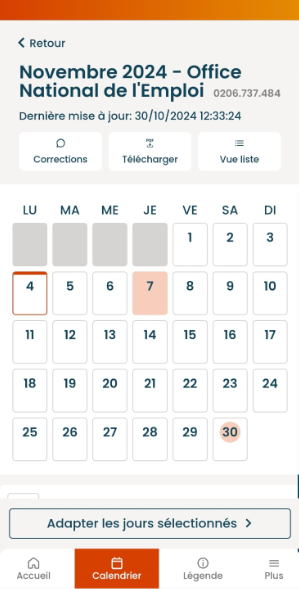 Retour
Novembre 2024 - Office
National de l'Emploi 0206.737.484
Dernière mise à jour: 30/10/2024 12:33:24
Corrections
PDF
Télécharger
Vue liste
LU MA ME JE VE SA DI
1 2 3
4 5 6 7 8 9 10
11 12 13 14 15 16 17
18 19 20 21 22 23 24
25 26 27 28 29 30
Adapter les jours sélectionnés
Accueil
Calendrier
Légende
Plus